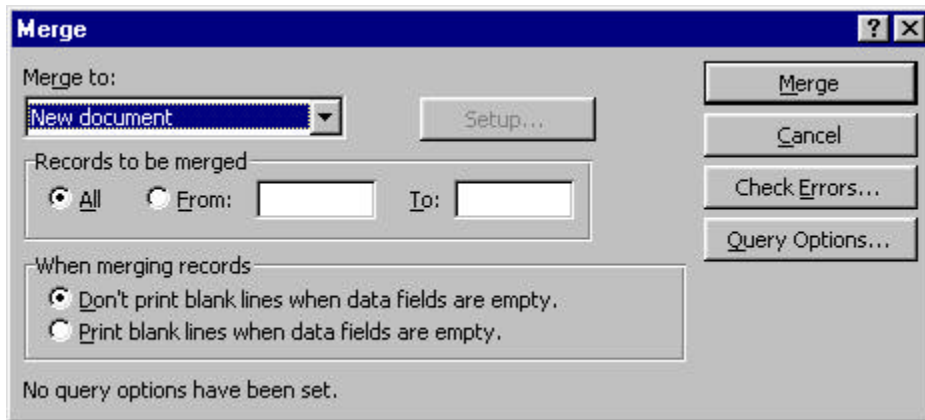 Merge
Merge to:
New document
Setup...
Merge
Cancel
Check Errors...
Query Options...
Records to be merged
All From: To:
When merging records
Don't print blank lines when data fields are empty.
Print blank lines when data fields are empty.
No query options have been set.